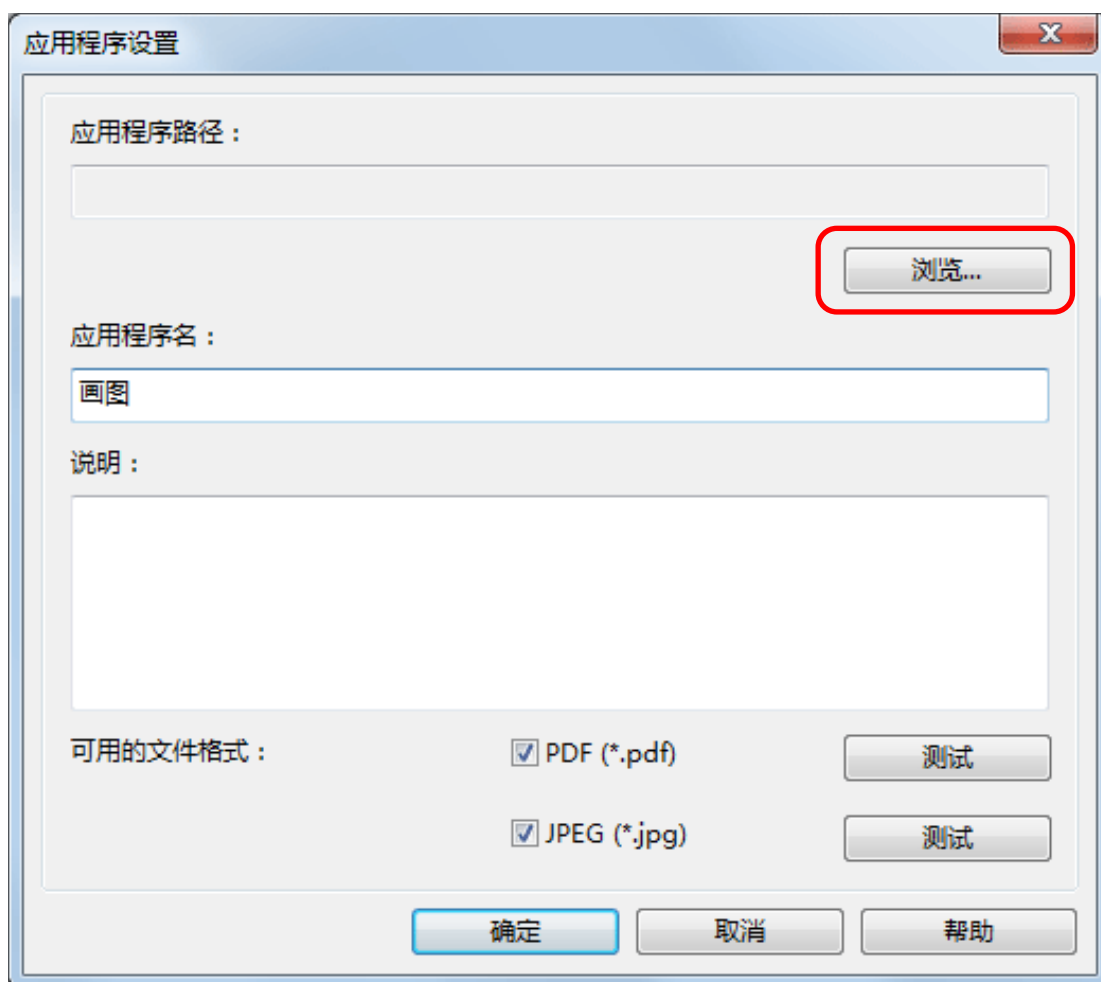 应用程序设置
应用程序路径：
浏览...
应用程序名：
画图
说明：
可用的文件格式：
PDF (*.pdf)
测试
JPEG (*.jpg)
测试
确定
取消
帮助